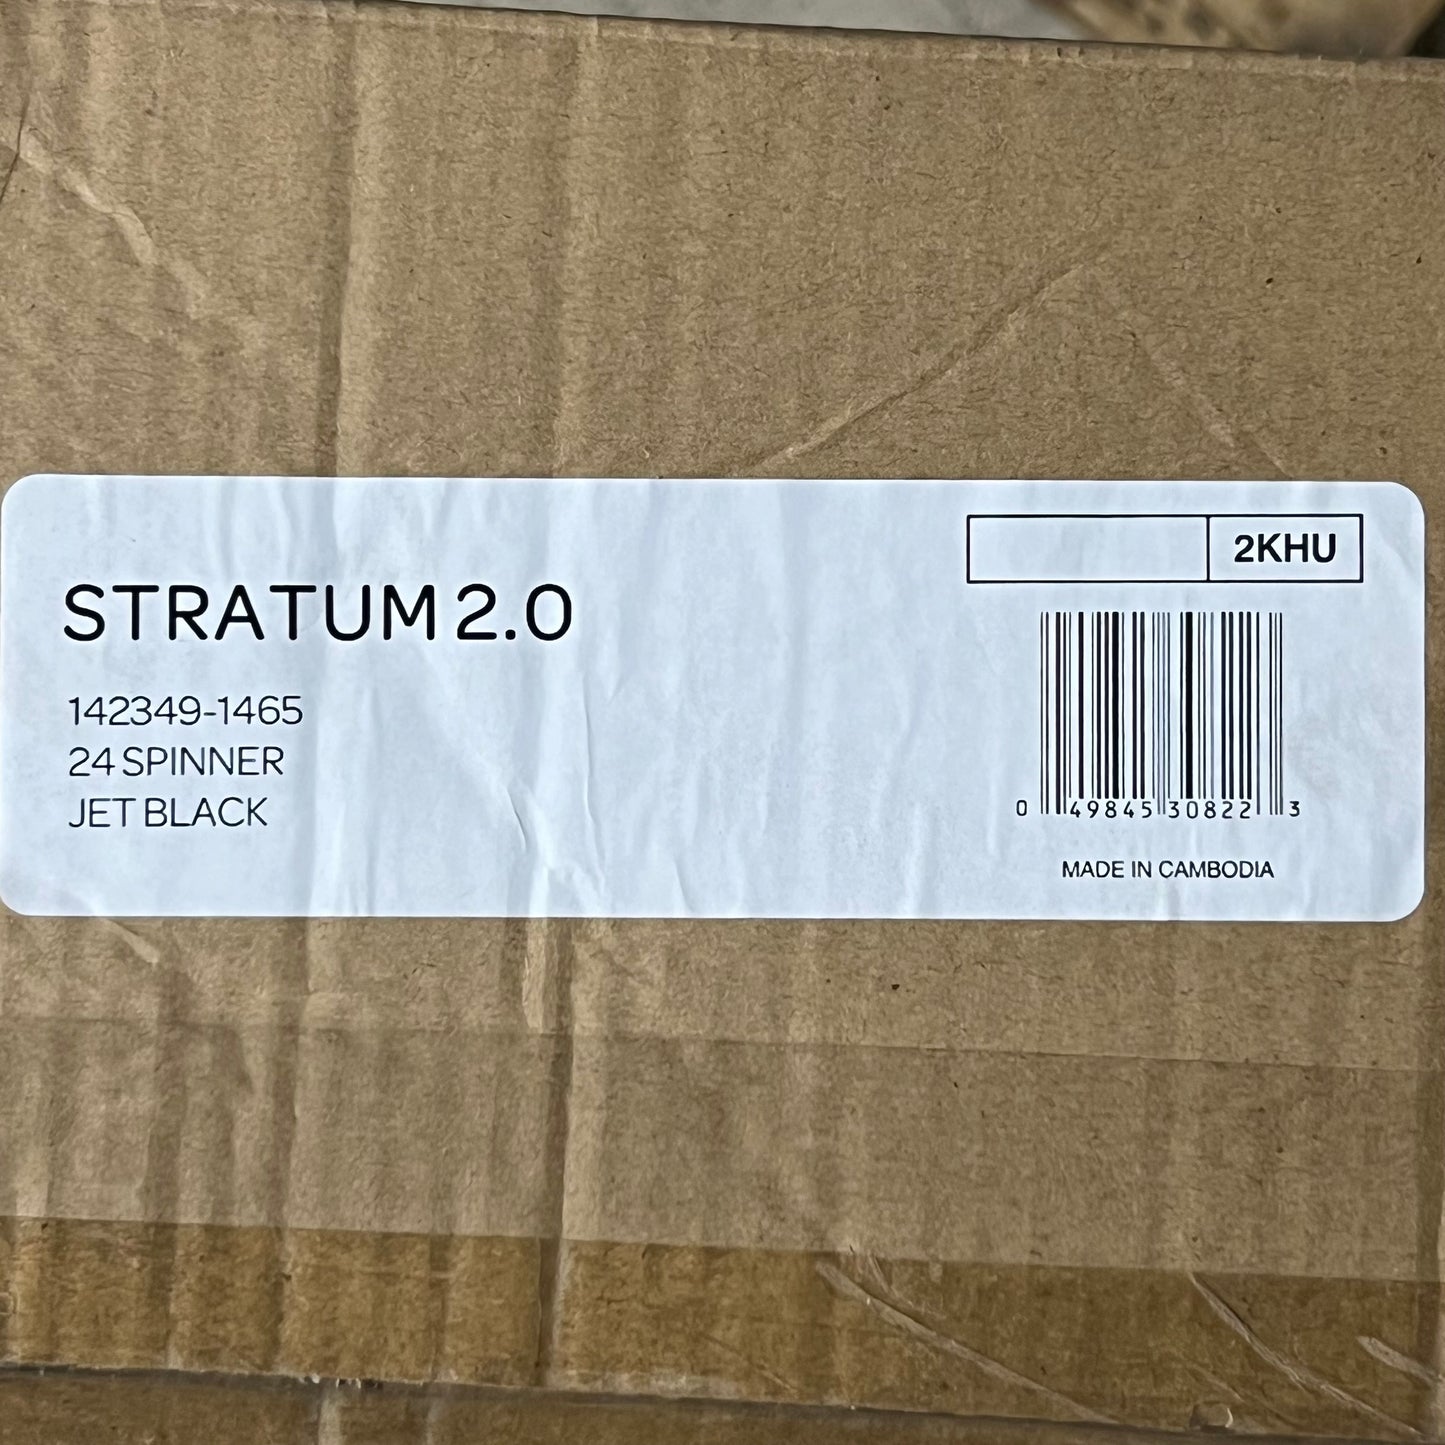 STRATUM 2.0
142349-1465
24 SPINNER
JET BLACK
2KHU
0 49845 30822 3
MADE IN CAMBODIA